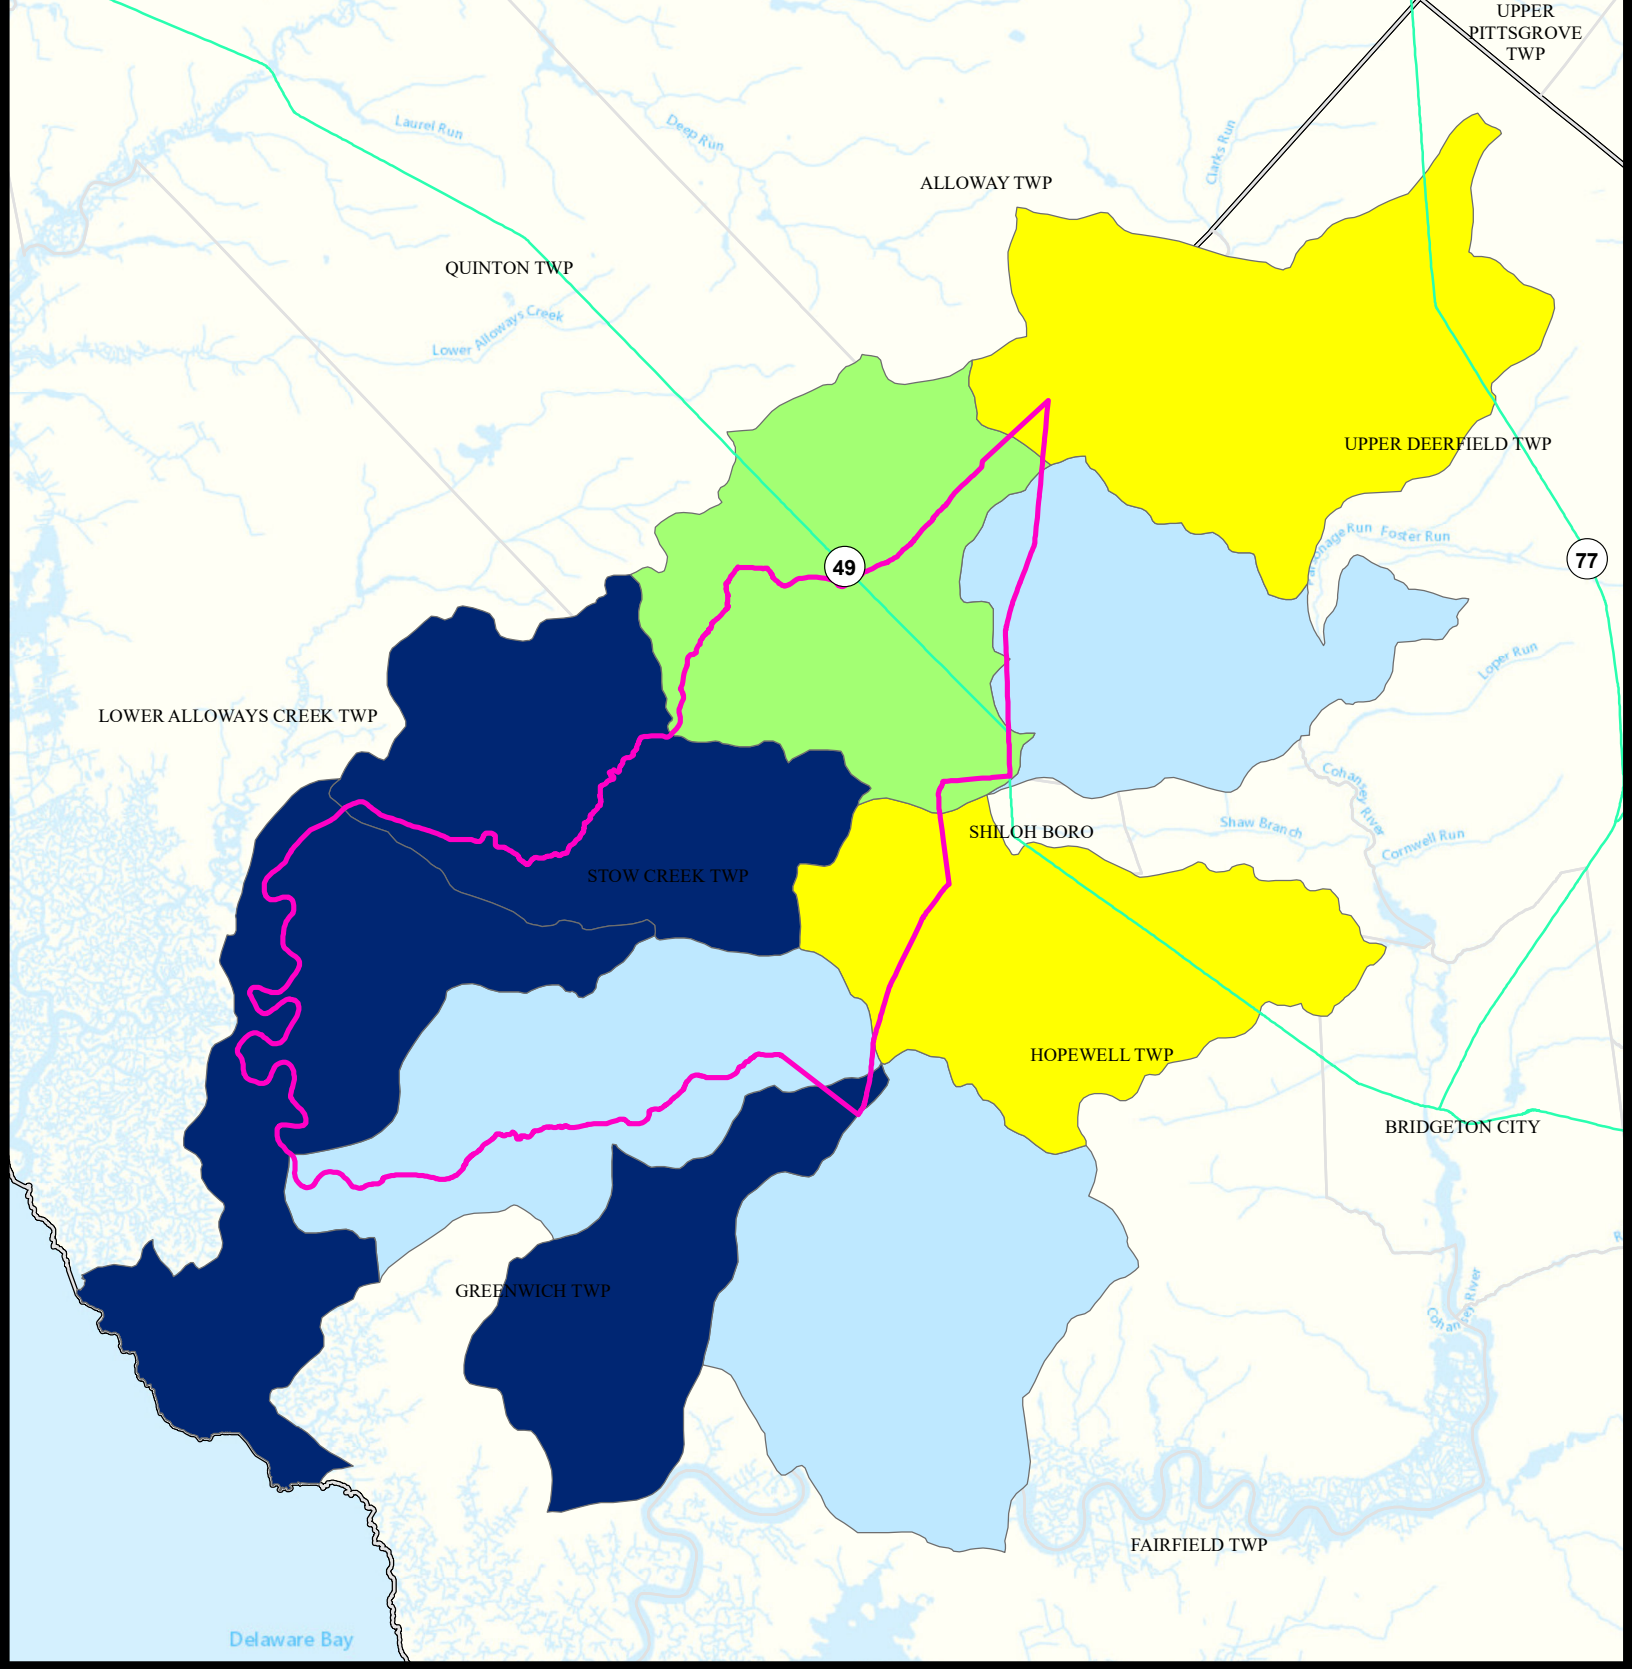 UPPER
PITTSGROVE
TWP
Laurel Run
Deep Run
Clarks Run
ALLOWAY TWP
QUINTON TWP
Lower Alloways Creek
UPPER DEERFIELD TWP
Run
Foster Run
49
77
Loper Run
LOWER ALLOWAYS CREEK TWP
Cohansey River
Shaw Branch
SHILOH BORO
Cornwell Run
STOW CREEK TWP
HOPEWELL TWP
BRIDGETON CITY
GREENWICH TWP
Cohansey River
FAIRFIELD TWP
Delaware Bay